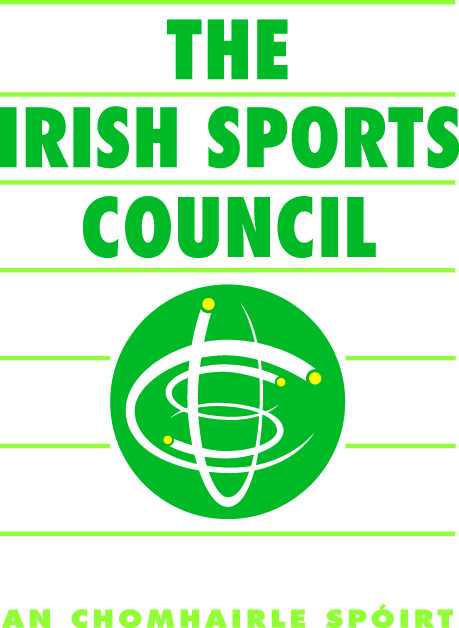 THE
IRISH SPORTS
COUNCIL
AN CHOMHAIRLE SPÓIRT